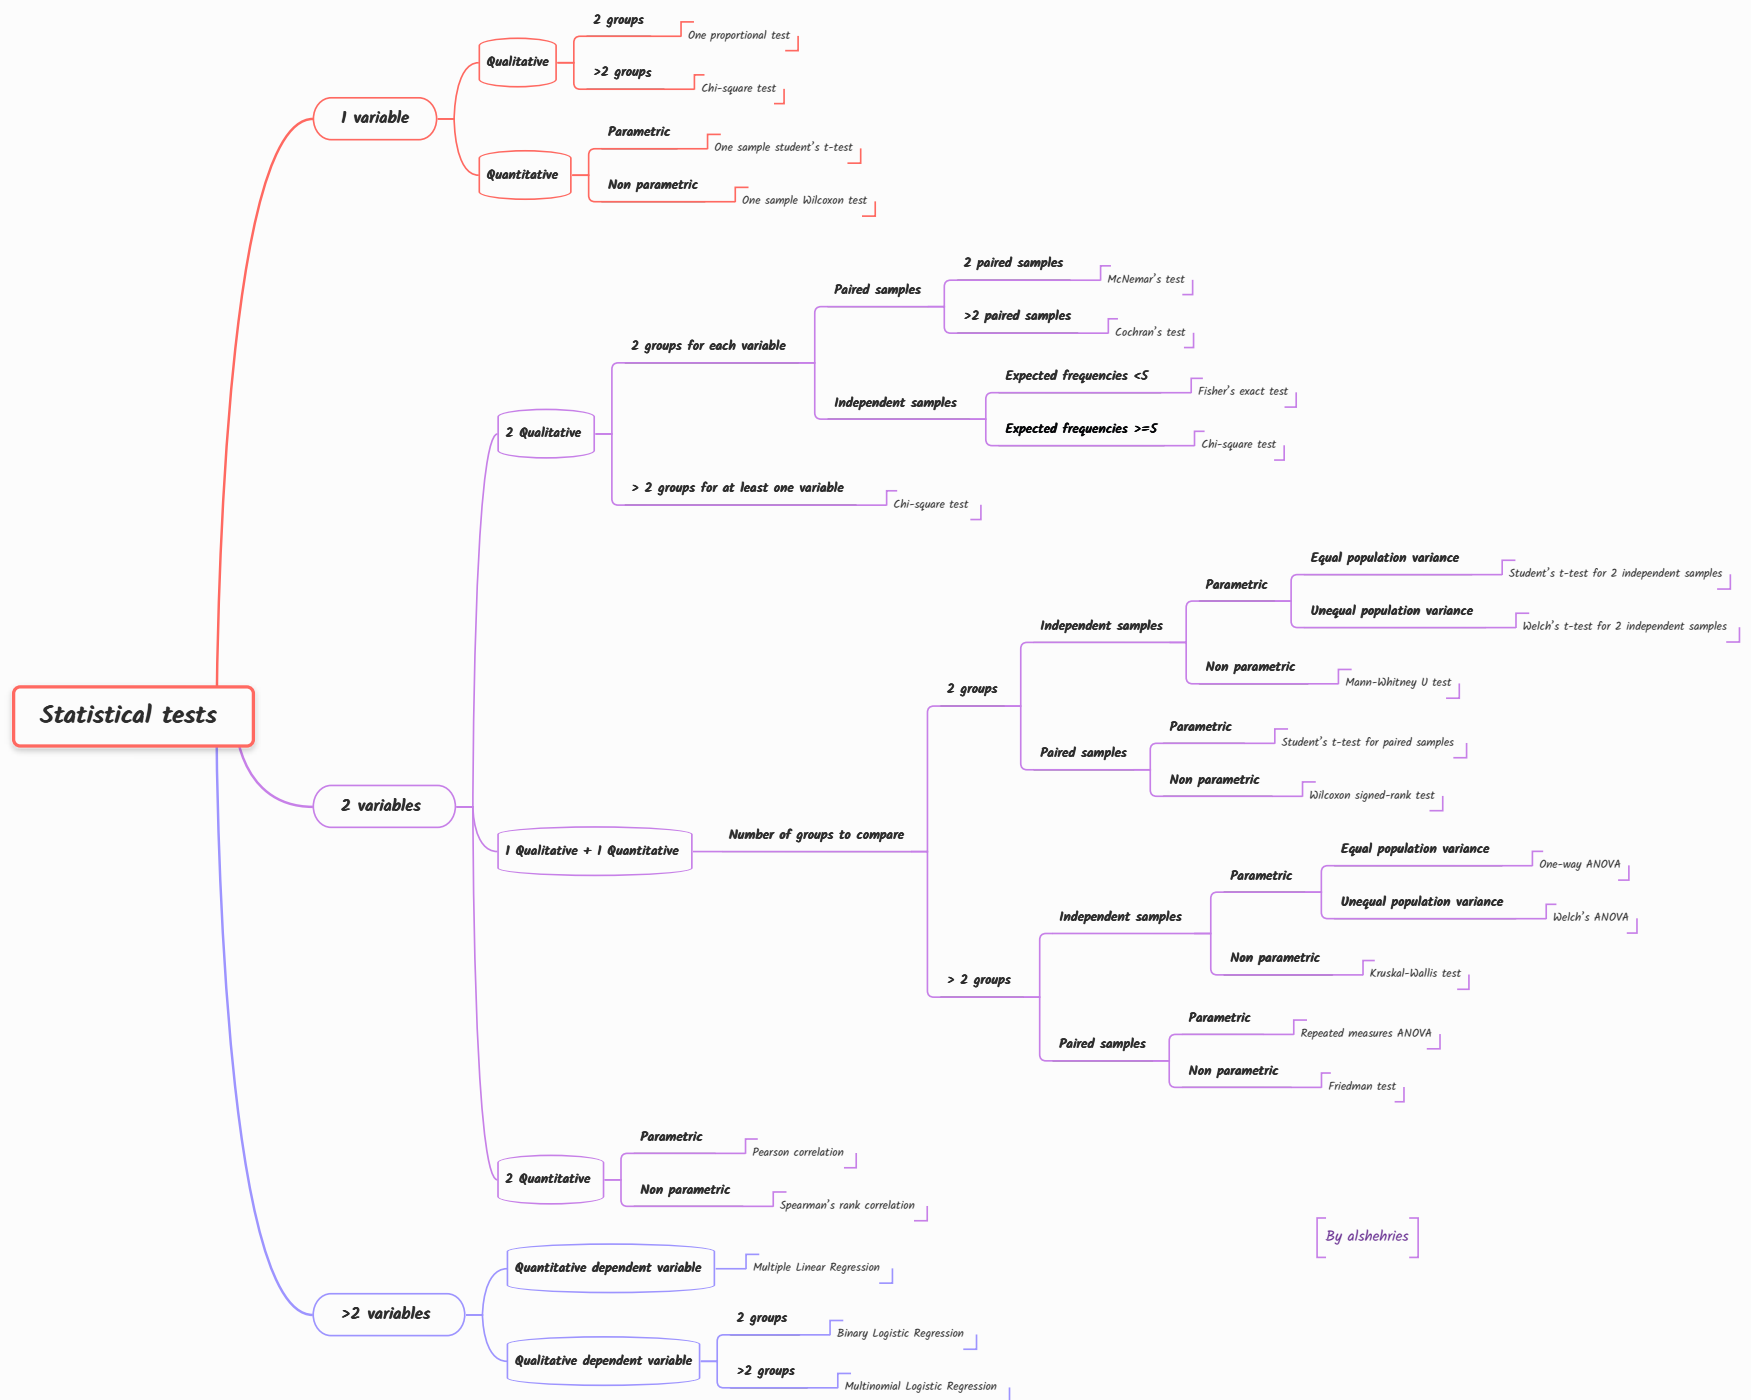 Statistical tests
1 variable
Qualitative
2 groups
One proportional test
>2 groups
Chi-square test
Quantitative
Parametric
One sample student's t-test
Non parametric
One sample Wilcoxon test
2 variables
2 Qualitative
2 groups for each variable
Paired samples
2 paired samples
McNemar's test
>2 paired samples
Cochran's test
Independent samples
Expected frequencies <5
Fisher's exact test
Expected frequencies >=5
Chi-square test
> 2 groups for at least one variable
Chi-square test
1 Qualitative + 1 Quantitative
Number of groups to compare
2 groups
Independent samples
Parametric
Equal population variance
Student's t-test for 2 independent samples
Unequal population variance
Welch's t-test for 2 independent samples
Non parametric
Mann-Whitney U test
Paired samples
Parametric
Student's t-test for paired samples
Non parametric
Wilcoxon signed-rank test
> 2 groups
Independent samples
Parametric
Equal population variance
One-way ANOVA
Unequal population variance
Welch's ANOVA
Non parametric
Kruskal-Wallis test
Paired samples
Parametric
Repeated measures ANOVA
Non parametric
Friedman test
2 Quantitative
Parametric
Pearson correlation
Non parametric
Spearman's rank correlation
>2 variables
Quantitative dependent variable
Multiple Linear Regression
Qualitative dependent variable
2 groups
Binary Logistic Regression
>2 groups
Multinomial Logistic Regression
By alshehries